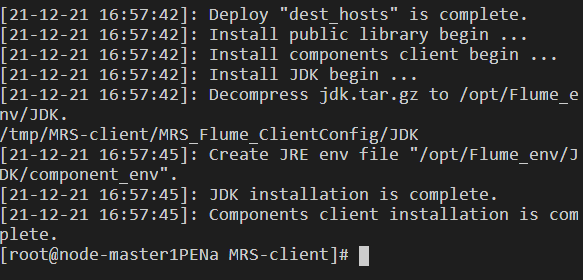 [21-12-21 16:57:42]: Deploy "dest_hosts" is complete.
[21-12-21 16:57:42]: Install public library begin ...
[21-12-21 16:57:42]: Install components client begin ...
[21-12-21 16:57:42]: Install JDK begin ...
[21-12-21 16:57:42]: Decompress jdk.tar.gz to /opt/Flume_e
nv/JDK.
/tmp/MRS-client/MRS_Flume_ClientConfig/JDK
[21-12-21 16:57:45]: Create JRE env file "/opt/Flume_env/J
DK/component_env".
[21-12-21 16:57:45]: JDK installation is complete.
[21-12-21 16:57:45]: Components client installation is com
plete.
[root@node-master1PENa MRS-client]#